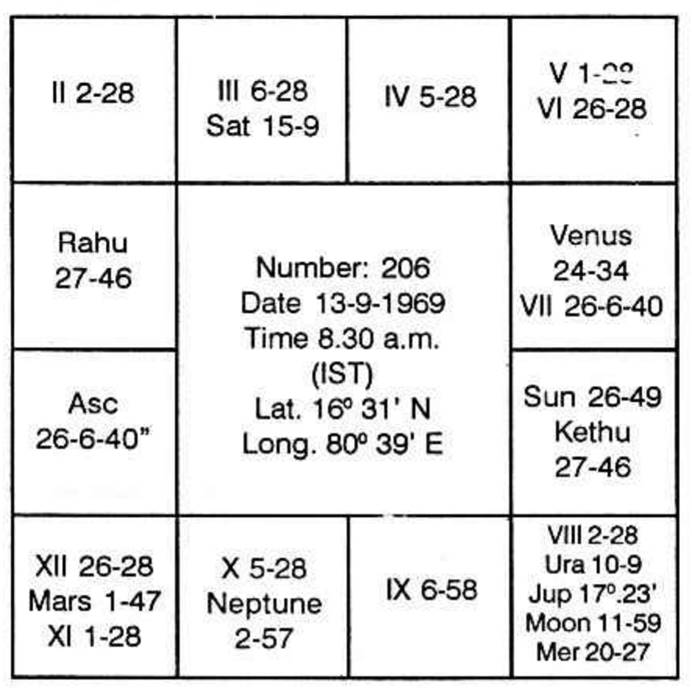 II 2-28
III 6-28
Sat 15-9
IV 5-28
V 1-28
VI 26-28
Rahu
27-46
Number: 206
Date 13-9-1969
Time 8.30 a.m.
(IST)
Lat. 16º 31' N
Long. 80º 39' E
Venus
24-34
VII 26-6-40
Asc
26-6-40”
Sun 26-49
Kethu
27-46
XII 26-28
Mars 1-47
XI 1-28
X 5-28
Neptune
2-57
IX 6-58
VIII 2-28
Ura 10-9
Jup 17º.23'
Moon 11-59
Mer 20-27